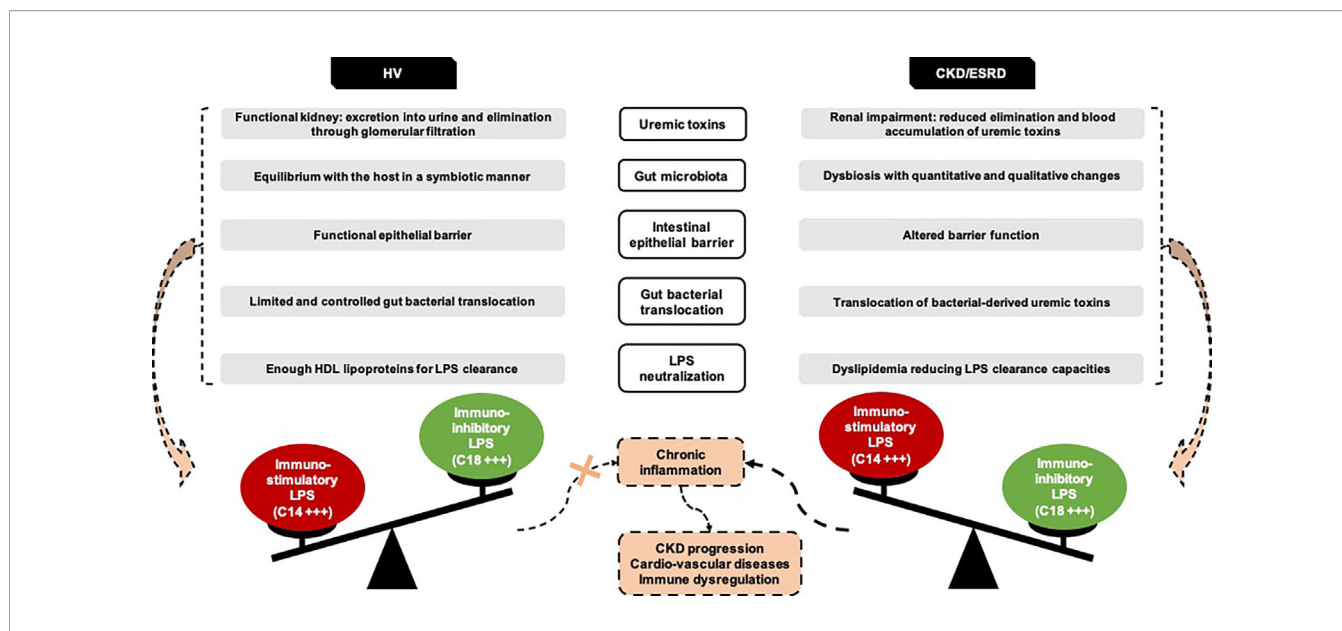 HV
CKD/ESRD
Functional kidney: excretion into urine and elimination
through glomerular filtration
Uremic toxins
Renal impairment: reduced elimination and blood
accumulation of uremic toxins
Equilibrium with the host in a symbiotic manner
Gut microbiota
Dysbiosis with quantitative and qualitative changes
Functional epithelial barrier
Intestinal
epithelial barrier
Altered barrier function
Limited and controlled gut bacterial translocation
Gut bacterial
translocation
Translocation of bacterial-derived uremic toxins
Enough HDL lipoproteins for LPS clearance
LPS
neutralization
Dyslipidemia reducing LPS clearance capacities
Immuno-
stimulatory
LPS
(C14 +++)
Immuno-
inhibitory
LPS
(C18 +++)
Chronic
inflammation
CKD progression
Cardio-vascular diseases
Immune dysregulation
Immuno-
stimulatory
LPS
(C14 +++)
Immuno-
inhibitory
LPS
(C18 +++)